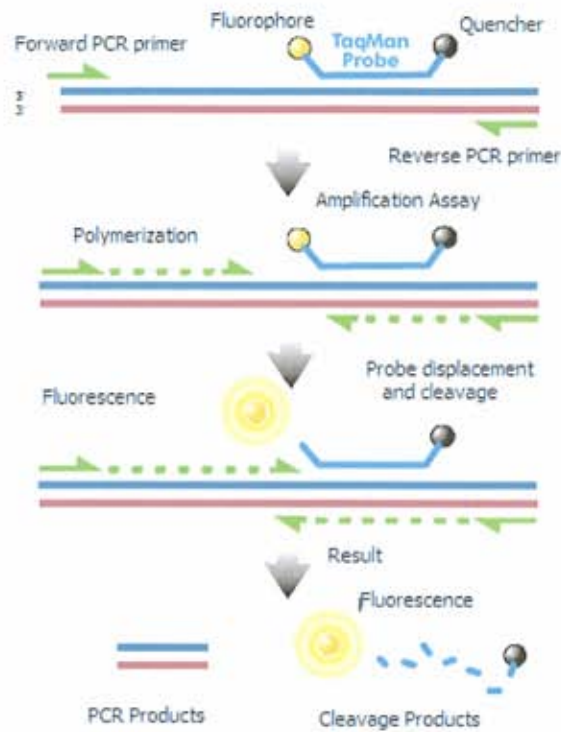 Fluorophore
Quencher
Forward PCR primer
TaqMan
Probe
Reverse PCR primer
Amplification Assay
Polymerization
Probe displacement
and cleavage
Fluorescence
Result
Fluorescence
PCR Products
Cleavage Products